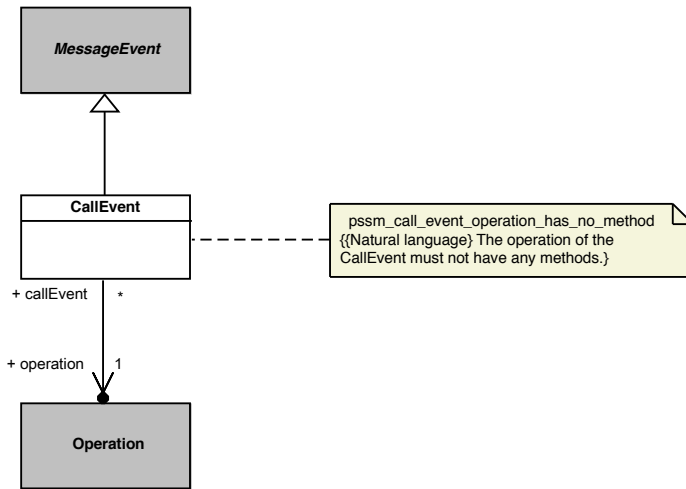 MessageEvent
CallEvent
pssm_call_event_operation_has_no_method
{{Natural language} The operation of the
CallEvent must not have any methods.}
+ callEvent *
+ operation 1
Operation